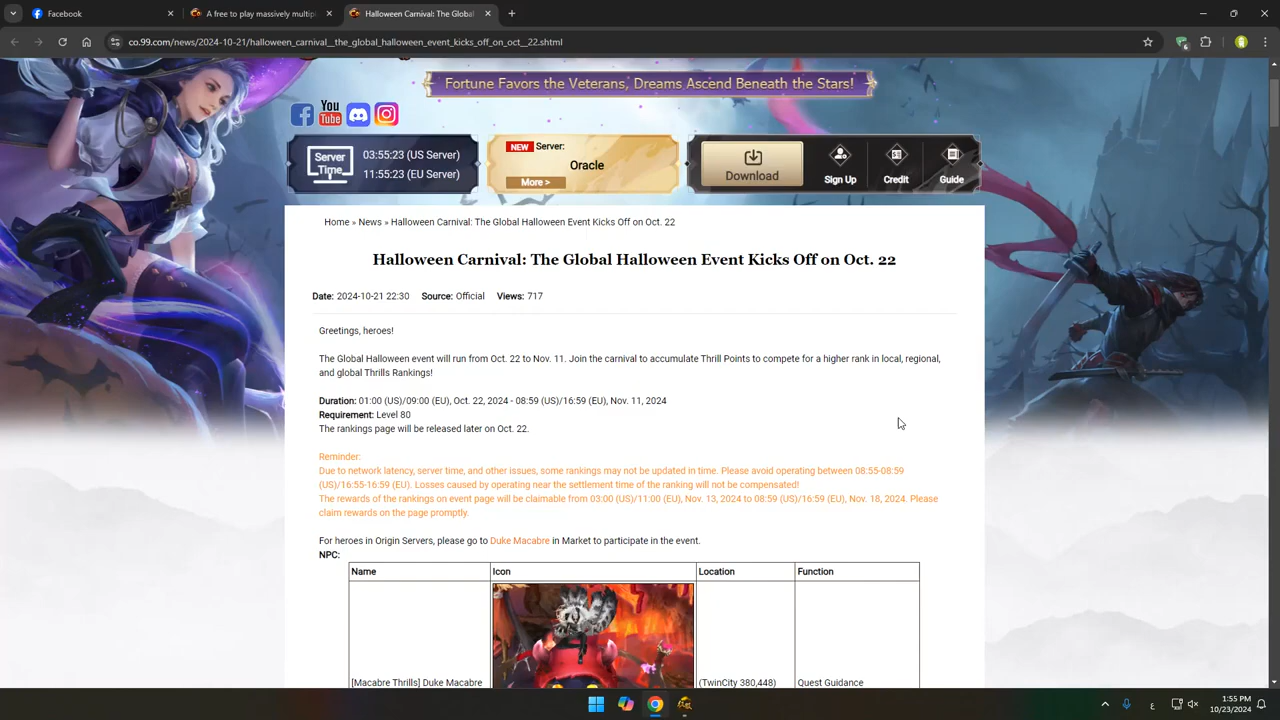 Facebook
A free to play massively multip
Halloween Carnival: The Global
co.99.com/news/2024-10-21/halloween_carnival_the_global_halloween_event_kicks_off_on_oct_22.shtml
Fortune Favors the Veterans, Dreams Ascend Beneath the Stars!
You
Tube
Server
Time
03:55:23 (US Server)
11:55:23 (EU Server)
NEW Server:
Oracle
More >
Download
Sign Up
Credit
Guide
Home » News » Halloween Carnival: The Global Halloween Event Kicks Off on Oct. 22
Halloween Carnival: The Global Halloween Event Kicks Off on Oct. 22
Date: 2024-10-21 22:30 Source: Official Views: 717
Greetings, heroes!
The Global Halloween event will run from Oct. 22 to Nov. 11. Join the carnival to accumulate Thrill Points to compete for a higher rank in local, regional,
and global Thrills Rankings!
Duration: 01:00 (US)/09:00 (EU), Oct. 22, 2024 - 08:59 (US)/16:59 (EU), Nov. 11, 2024
Requirement: Level 80
The rankings page will be released later on Oct. 22.
Reminder:
Due to network latency, server time, and other issues, some rankings may not be updated in time. Please avoid operating between 08:55-08:59
(US)/16:55-16:59 (EU). Losses caused by operating near the settlement time of the ranking will not be compensated!
The rewards of the rankings on event page will be claimable from 03:00 (US)/11:00 (EU), Nov. 13, 2024 to 08:59 (US)/16:59 (EU), Nov. 18, 2024. Please
claim rewards on the page promptly.
For heroes in Origin Servers, please go to Duke Macabre in Market to participate in the event.
NPC:
Name Icon Location Function
[Macabre Thrills] Duke Macabre (TwinCity 380,448) Quest Guidance
ع
1:55 PM
10/23/2024